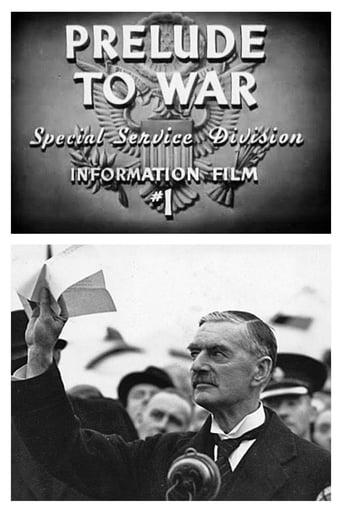 PRELUDE
TO WAR
Special Service Division
INFORMATION FILM
#1